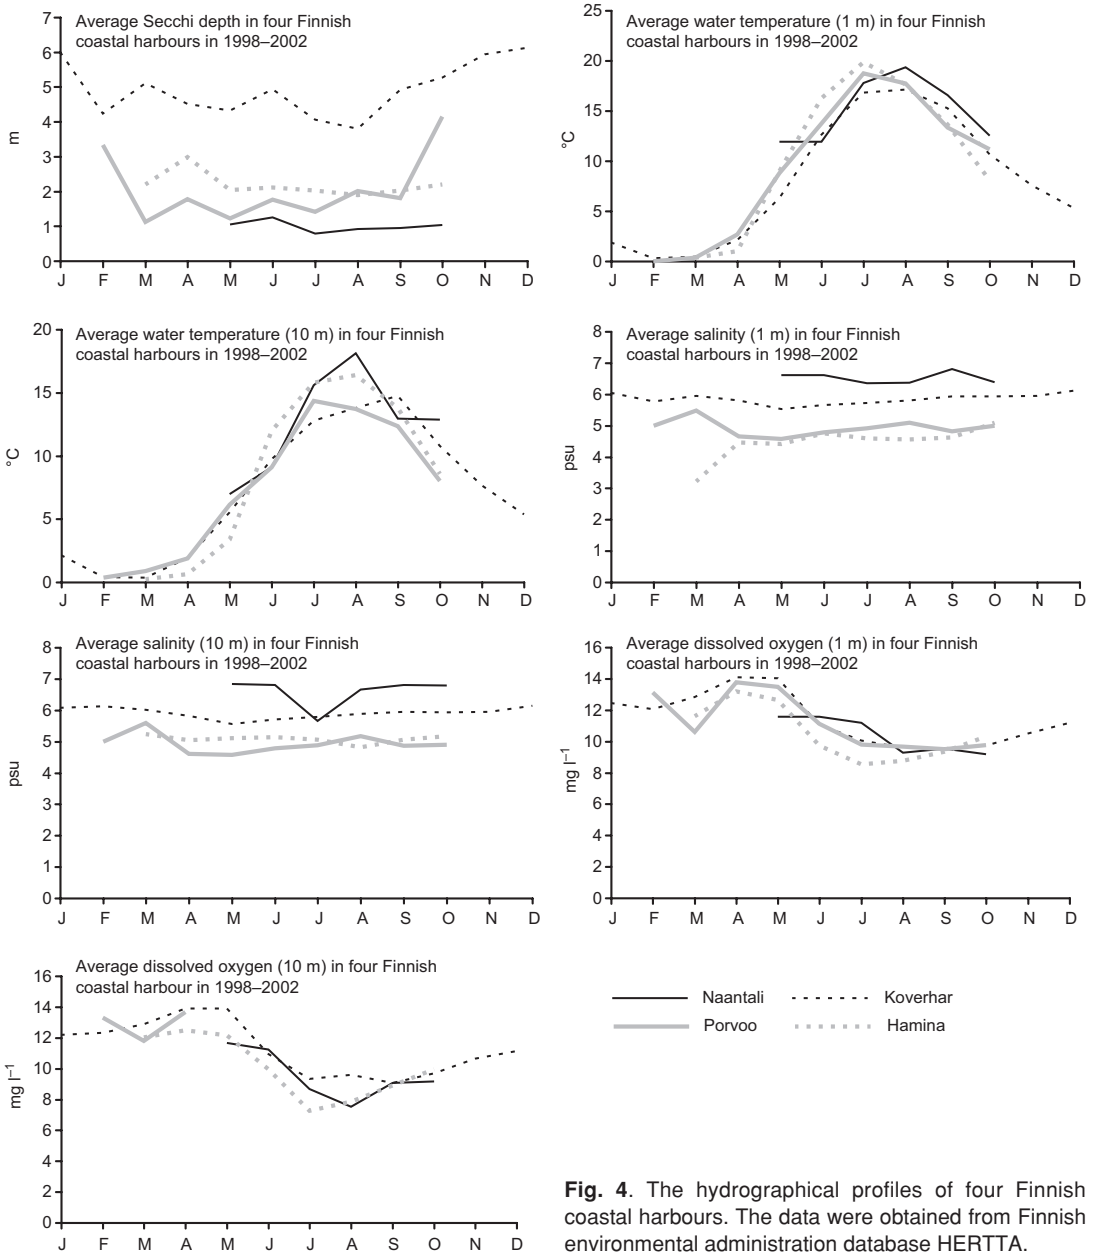 Average Secchi depth in four Finnish
coastal harbours in 1998–2002
7
6
5
4
3
2
1
0
m
J F M A M J J A S O N D
Average water temperature (1 m) in four Finnish
coastal harbours in 1998–2002
25
20
15
10
5
0
°C
J F M A M J J A S O N D
Average water temperature (10 m) in four Finnish
coastal harbours in 1998–2002
20
15
10
5
0
°C
J F M A M J J A S O N D
Average salinity (1 m) in four Finnish
coastal harbours in 1998–2002
8
7
6
5
4
3
2
1
0
psu
J F M A M J J A S O N D
Average salinity (10 m) in four Finnish
coastal harbours in 1998–2002
8
7
6
5
4
3
2
1
0
psu
J F M A M J J A S O N D
Average dissolved oxygen (1 m) in four Finnish
coastal harbours in 1998–2002
16
14
12
10
8
6
4
2
0
mg l⁻¹
J F M A M J J A S O N D
Average dissolved oxygen (10 m) in four Finnish
coastal harbour in 1998–2002
16
14
12
10
8
6
4
2
0
mg l⁻¹
J F M A M J J A S O N D
Naantali Koverhar
Porvoo Hamina
Fig. 4. The hydrographical profiles of four Finnish
coastal harbours. The data were obtained from Finnish
environmental administration database HERTTA.